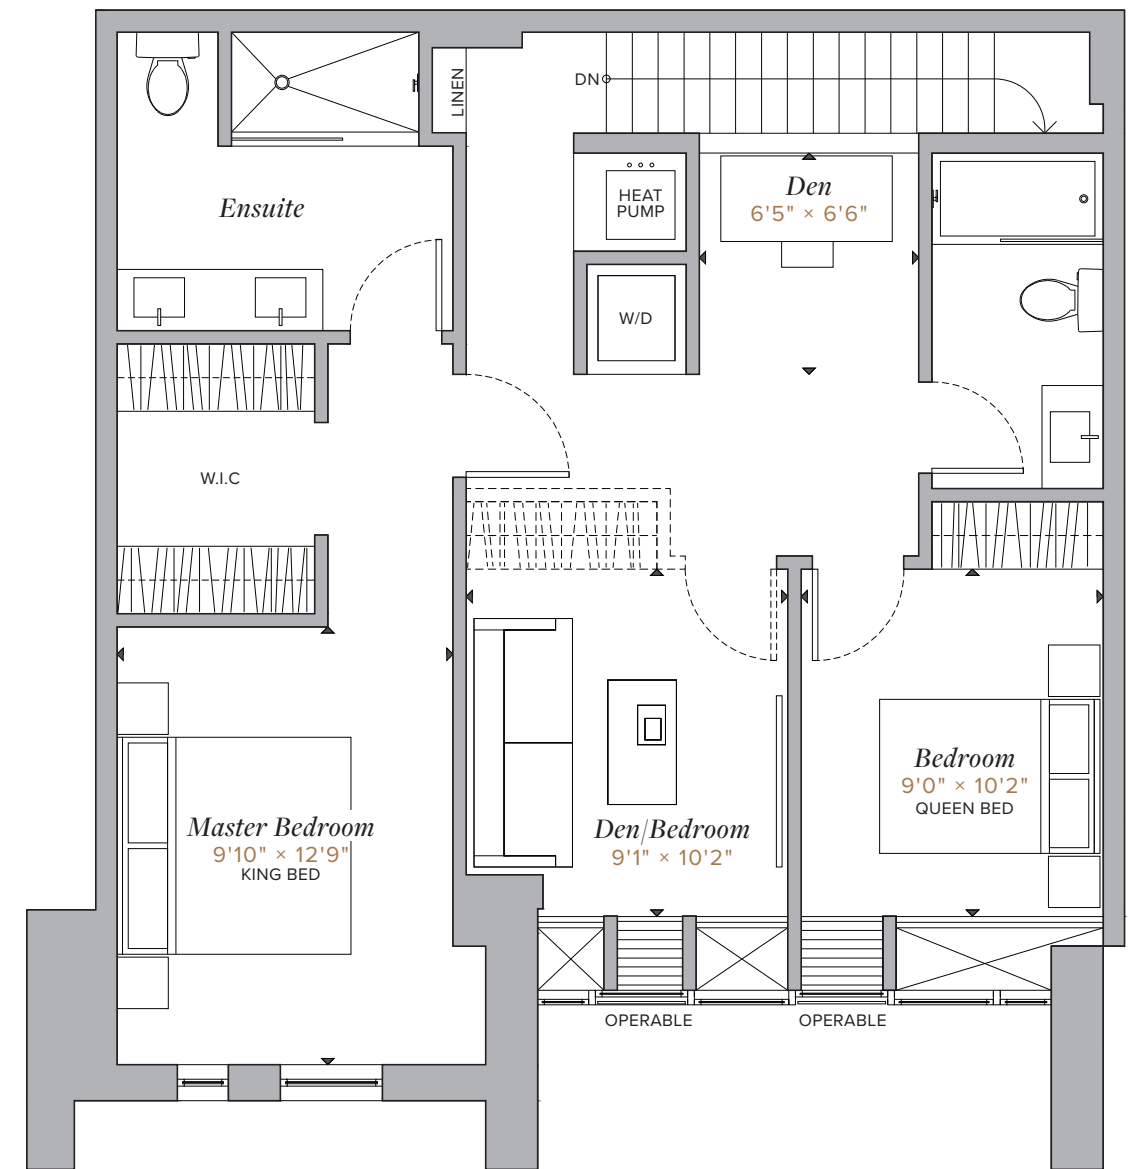 LINEN
DN
HEAT
PUMP
Den
6'5" × 6'6"
Ensuite
W/D
W.I.C
Bedroom
9'0" × 10'2"
QUEEN BED
Master Bedroom
9'10" × 12'9"
KING BED
Den/Bedroom
9'1" × 10'2"
OPERABLE
OPERABLE